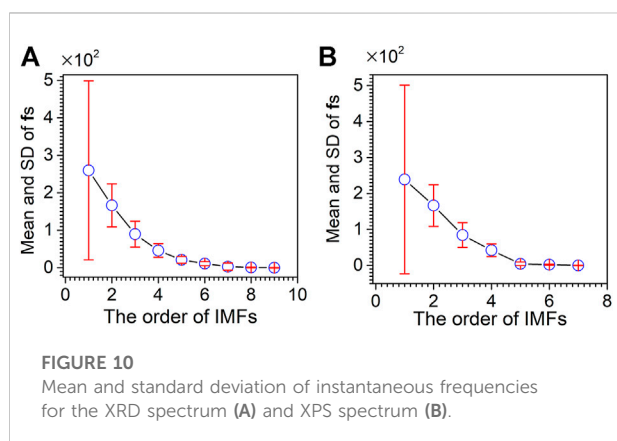 A
×10²
Mean and SD of fs
5
4
3
2
1
0
0 2 4 6 8 10
The order of IMFs
B
×10²
Mean and SD of fs
5
4
3
2
1
0
0 2 4 6 8
The order of IMFs
FIGURE 10
Mean and standard deviation of instantaneous frequencies
for the XRD spectrum (A) and XPS spectrum (B).